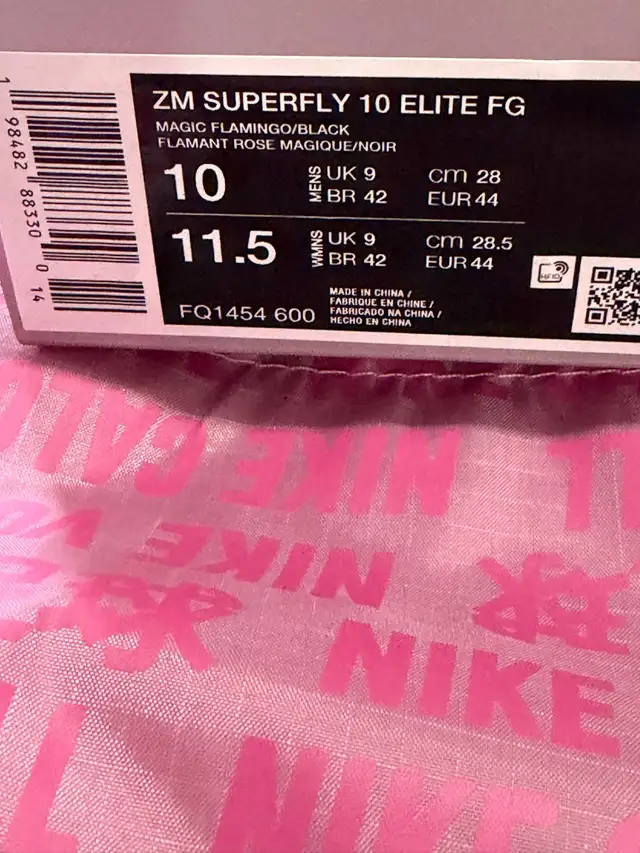 ZM SUPERFLY 10 ELITE FG
MAGIC FLAMINGO/BLACK
FLAMANT ROSE MAGIQUE/NOIR
10 MENS UK 9 cm 28
BR 42 EUR 44
11.5 WMNS UK 9 cm 28.5
BR 42 EUR 44
FQ1454 600
MADE IN CHINA /
FABRIQUE EN CHINE /
FABRICADO NA CHINA /
HECHO EN CHINA
RFID
1 98482 88330 0 14
NIKE CALC
NIKE
NIKE
NIKE